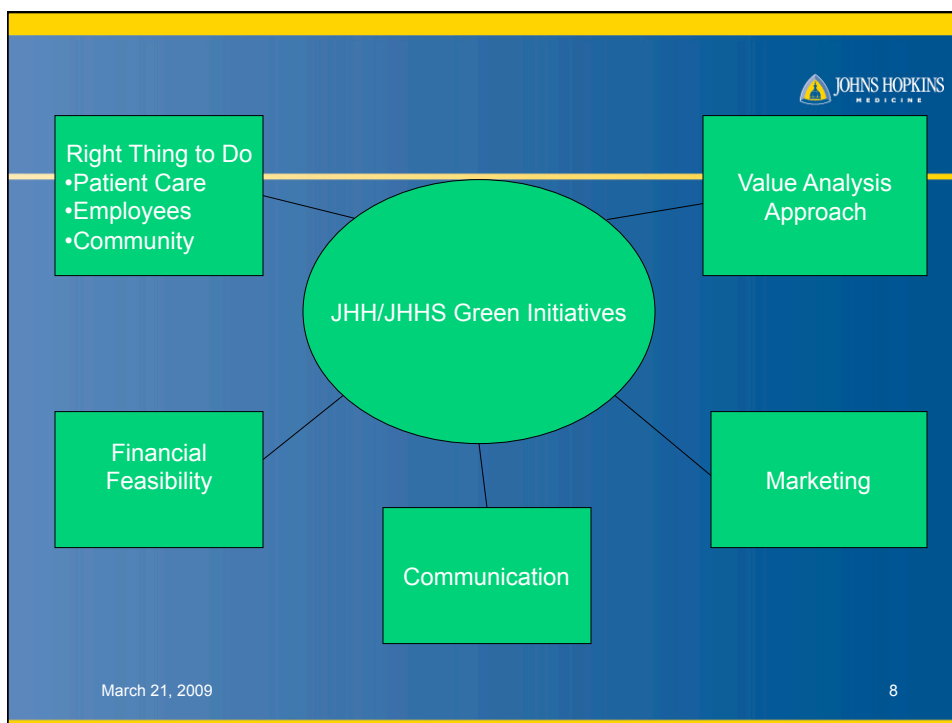 JOHNS HOPKINS
MEDICINE
Right Thing to Do
•Patient Care
•Employees
•Community
Value Analysis
Approach
JHH/JHHS Green Initiatives
Financial
Feasibility
Marketing
Communication
March 21, 2009
8